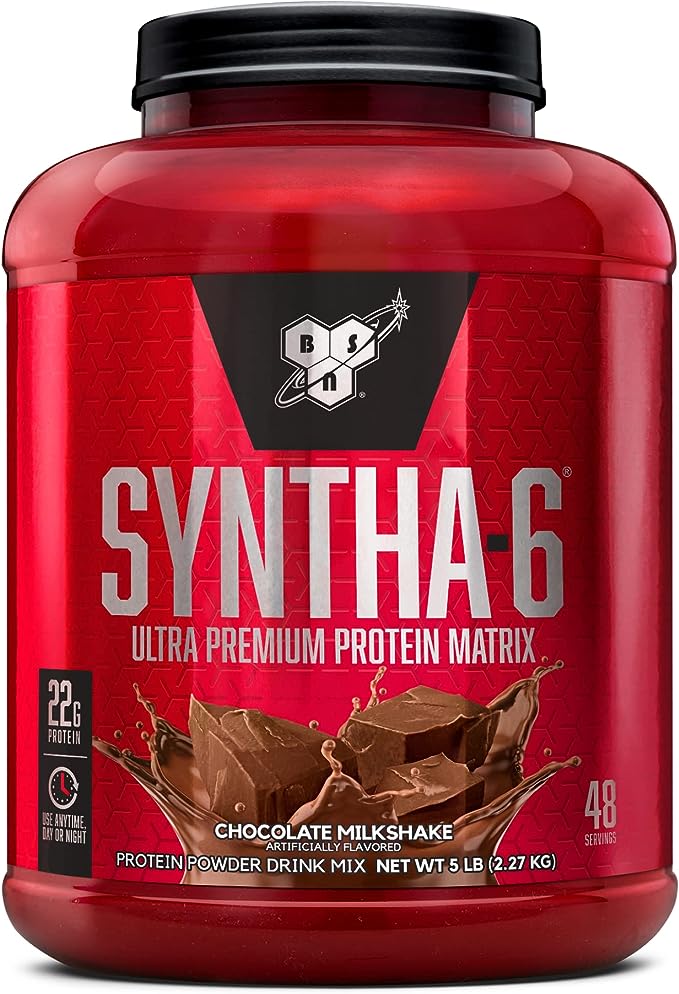 B S
n
®
SYNTHA-6®
ULTRA PREMIUM PROTEIN MATRIX
22G
PROTEIN
USE ANYTIME,
DAY OR NIGHT
48
SERVINGS
CHOCOLATE MILKSHAKE
ARTIFICIALLY FLAVORED
PROTEIN POWDER DRINK MIX NET WT 5 LB (2.27 KG)